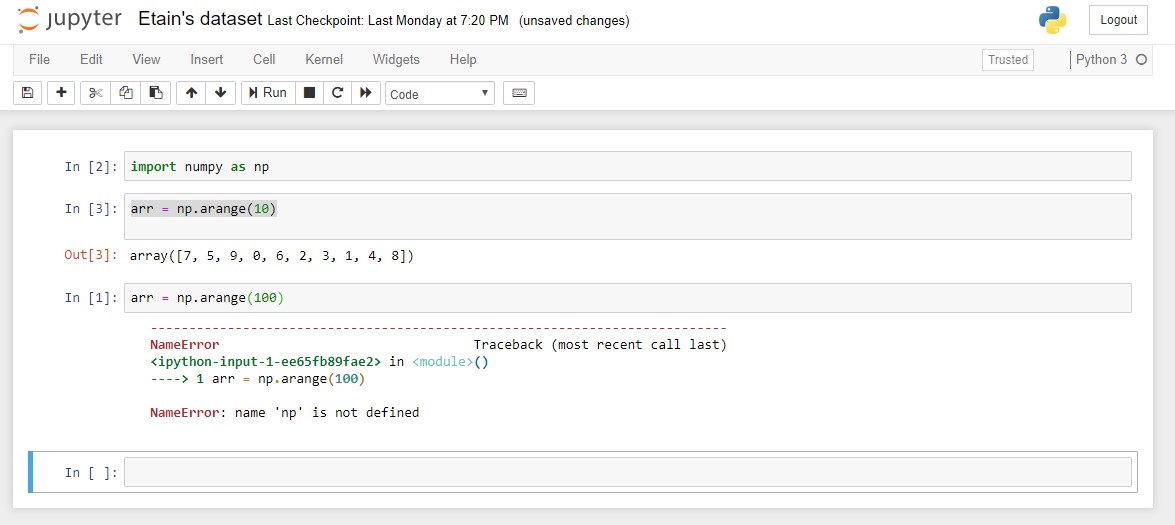 jupyter Etain's dataset Last Checkpoint: Last Monday at 7:20 PM (unsaved changes) Logout
File Edit View Insert Cell Kernel Widgets Help Trusted Python 3
Run Code
In [2]: import numpy as np
In [3]: arr = np.arange(10)
Out[3]: array([7, 5, 9, 0, 6, 2, 3, 1, 4, 8])
In [1]: arr = np.arange(100)
---------------------------------------------------------------------------
NameError Traceback (most recent call last)
<ipython-input-1-ee65fb89fae2> in <module>()
----> 1 arr = np.arange(100)
NameError: name 'np' is not defined
In [ ]: